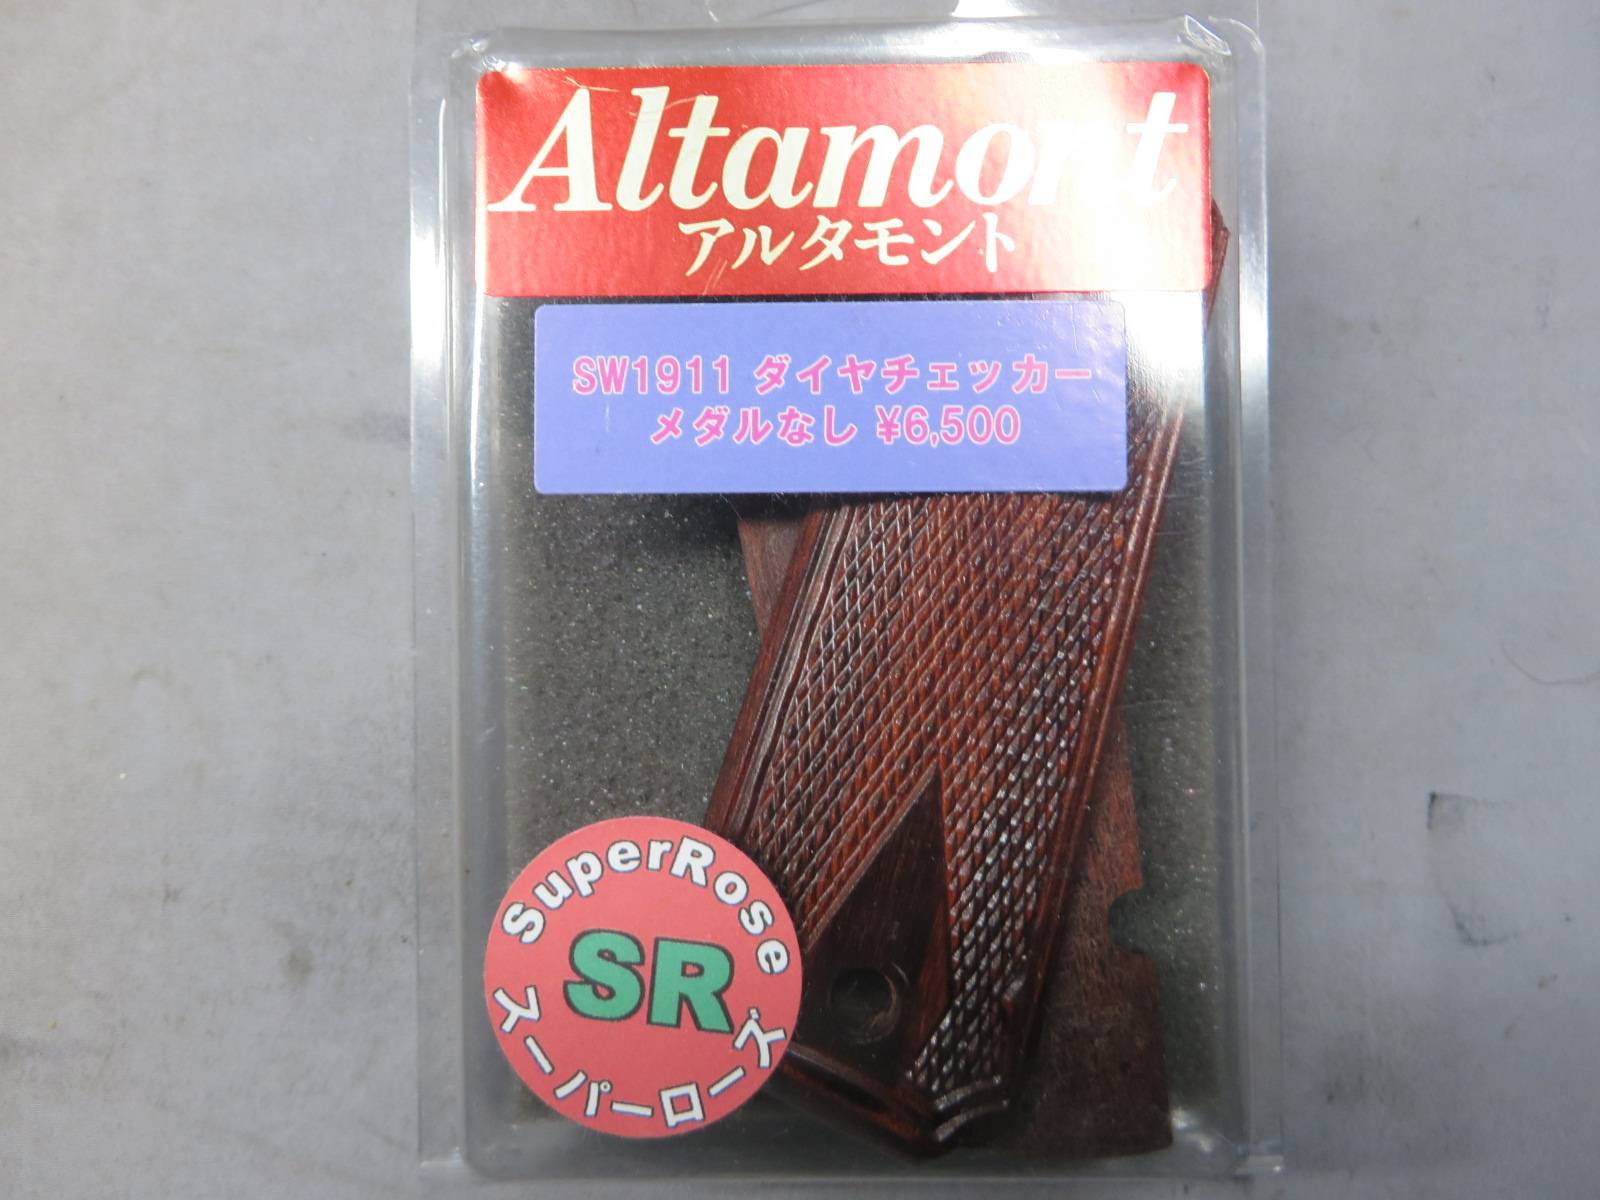 Altamont
アルタモント
SW1911 ダイヤチェッカー
メダルなし ¥6,500
SuperRose
SR
スーパーローズ